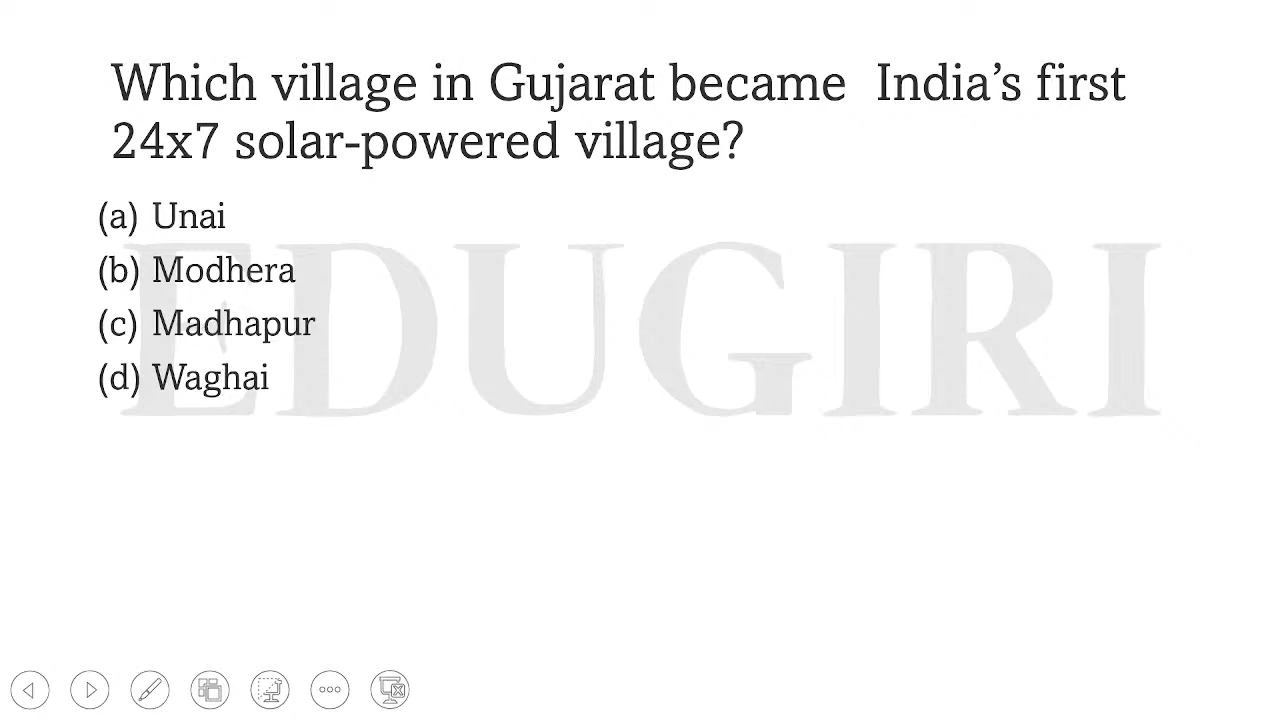 Which village in Gujarat became  India’s first
24x7 solar-powered village?
(a) Unai
(b) Modhera
(c) Madhapur
(d) Waghai
EDUGIRI